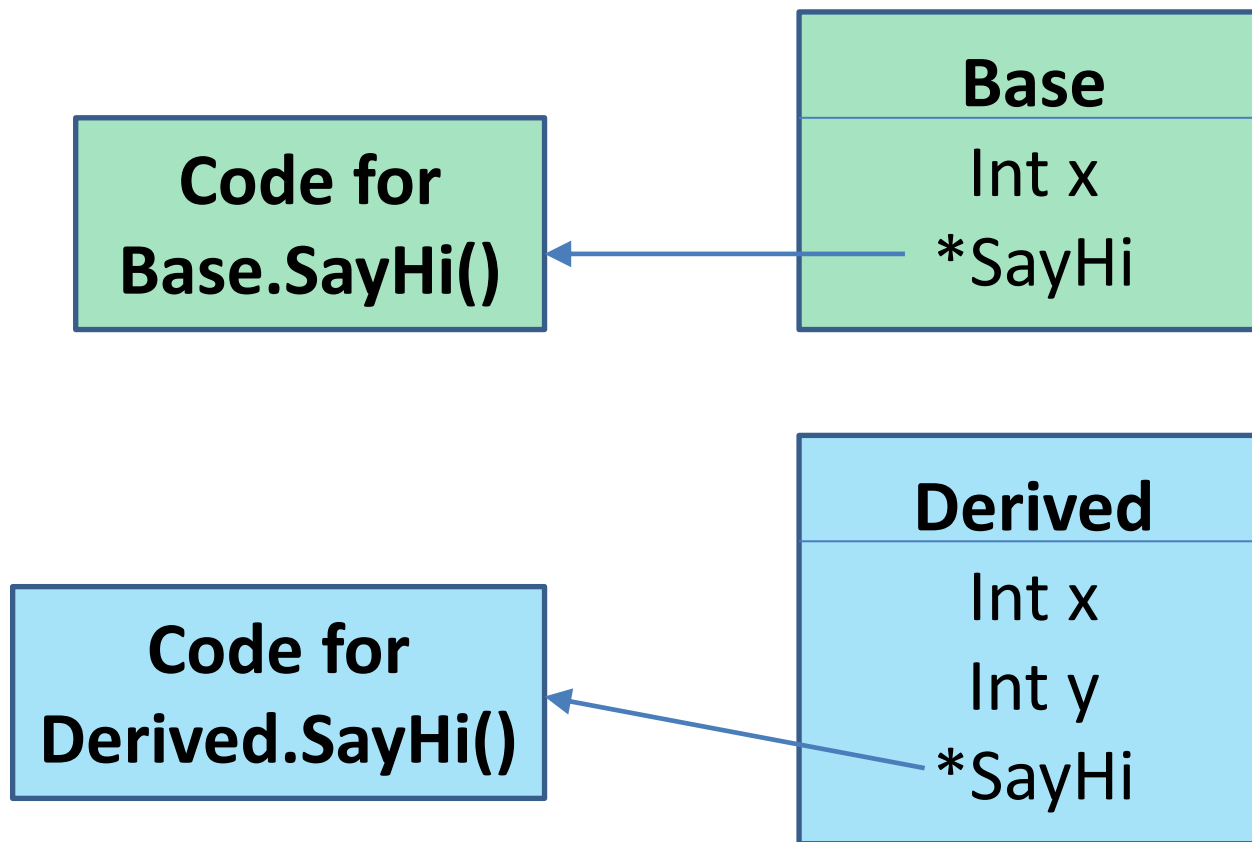 Base
Int x
*SayHi
Code for
Base.SayHi()
Derived
Int x
Int y
*SayHi
Code for
Derived.SayHi()